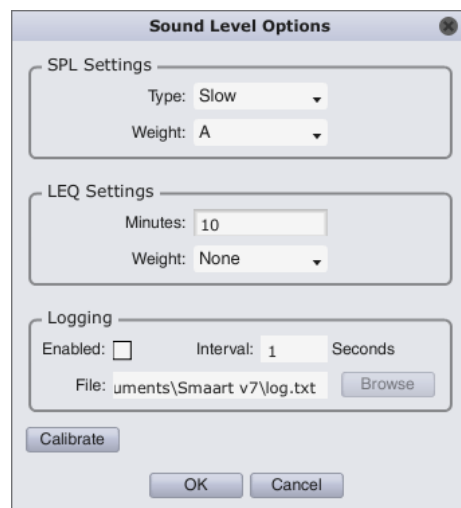 Sound Level Options
SPL Settings
Type: Slow
Weight: A
LEQ Settings
Minutes: 10
Weight: None
Logging
Enabled: Interval: 1 Seconds
File: uments\Smaart v7\log.txt Browse
Calibrate
OK Cancel